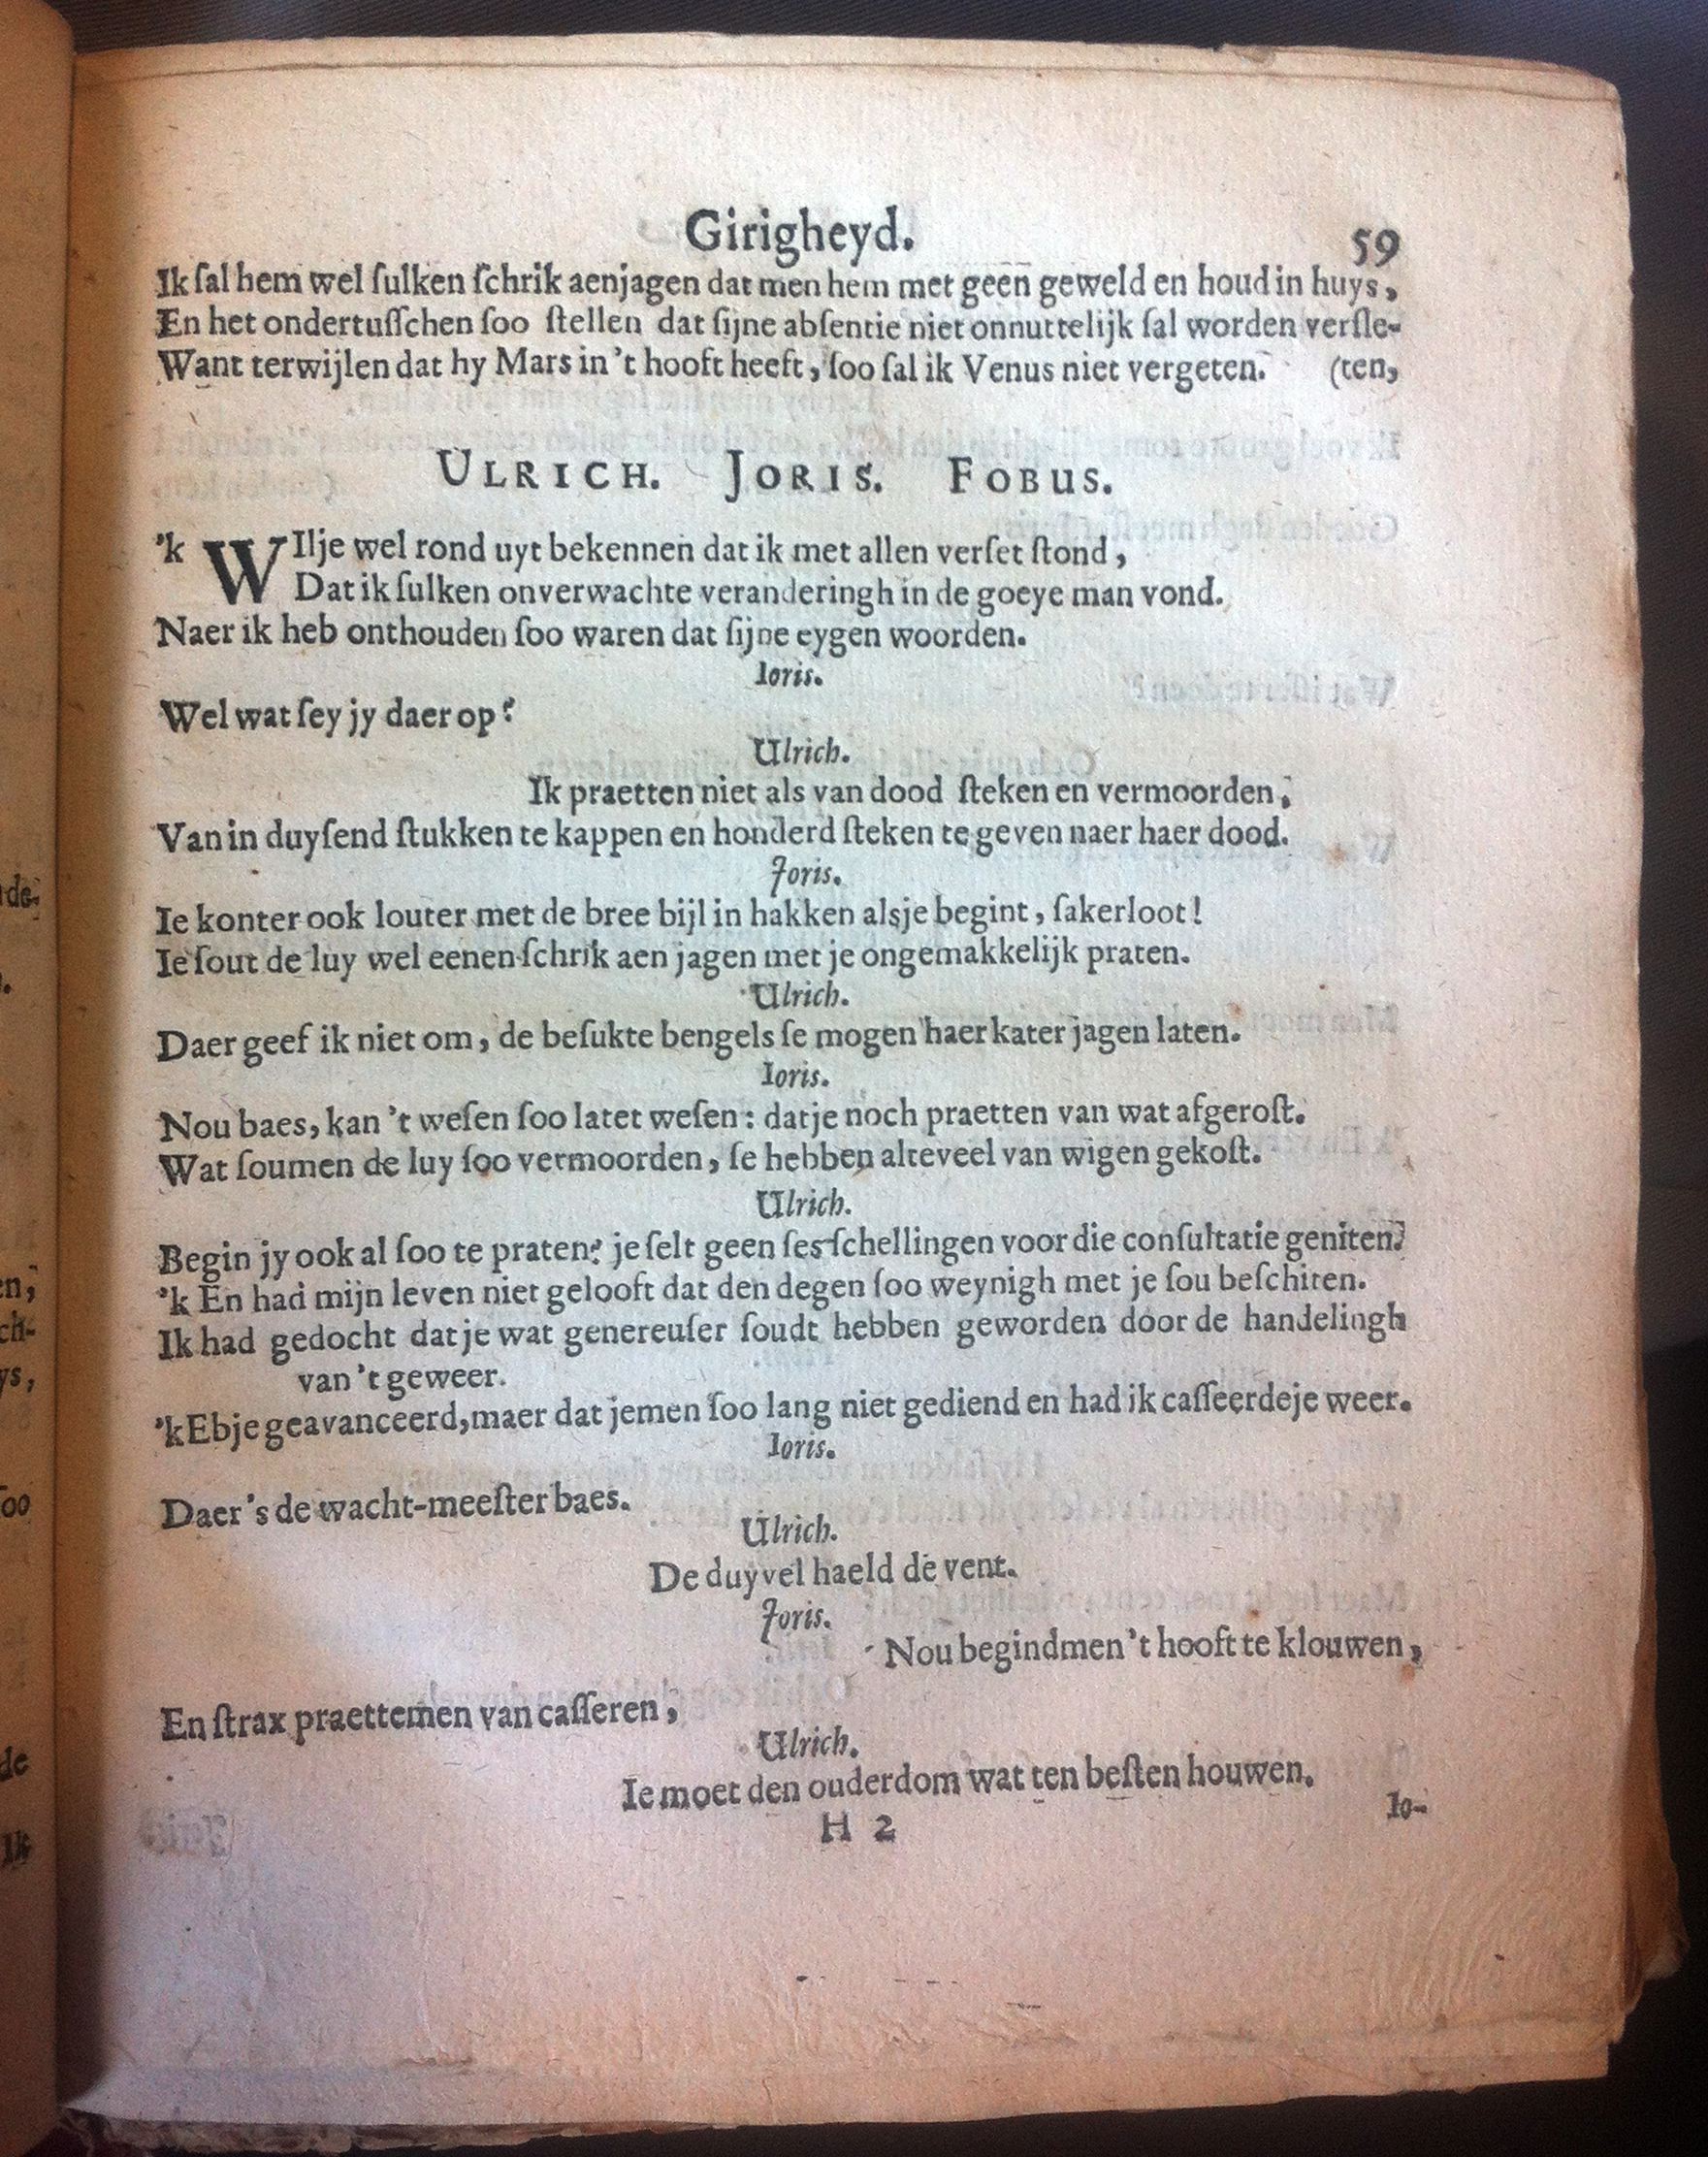 Girigheyd. 59
Ik ſal hem wel ſulken ſchrik aenjagen dat men hem met geen geweld en houd in huys,
En het ondertuſſchen ſoo ſtellen dat ſijne abſentie niet onnuttelijk ſal worden verſle-
Want terwijlen dat hy Mars in 't hooft heeft, ſoo ſal ik Venus niet vergeten. (ten,
ULRICH. JORIS. FOBUS.
'k WIlje wel rond uyt bekennen dat ik met allen verſet ſtond,
Dat ik ſulken onverwachte veranderingh in de goeye man vond.
Naer ik heb onthouden ſoo waren dat ſijne eygen woorden.
Ioris.
Wel wat ſey jy daer op?
Ulrich.
Ik praetten niet als van dood ſteken en vermoorden,
Van in duyſend ſtukken te kappen en honderd ſteken te geven naer haer dood.
Joris.
Ie konter ook louter met de bree bijl in hakken alsje begint, ſakerloot!
Ie ſout de luy wel eenen ſchrik aen jagen met je ongemakkelijk praten.
Ulrich.
Daer geef ik niet om, de beſukte bengels ſe mogen haer kater jagen laten.
Ioris.
Nou baes, kan 't weſen ſoo latet weſen: datje noch praetten van wat afgeroſt.
Wat ſoumen de luy ſoo vermoorden, ſe hebben alteveel van wigen gekoſt.
Ulrich.
Begin jy ook al ſoo te praten? je ſelt geen ſesſchellingen voor die conſultatie geniten?
'k En had mijn leven niet gelooft dat den degen ſoo weynigh met je ſou beſchiten.
Ik had gedocht datje wat genereuſer ſoudt hebben geworden door de handelingh
van 't geweer.
'k Ebje geavanceerd, maer dat jemen ſoo lang niet gediend en had ik caſſeerdeje weer.
Ioris.
Daer's de wacht-meeſter baes.
Ulrich.
De duyvel haeld de vent.
Joris.
Nou begindmen 't hooft te klouwen,
En ſtrax praettemen van caſſeren,
Ulrich.
Ie moet den ouderdom wat ten beſten houwen.
H 2 Io-